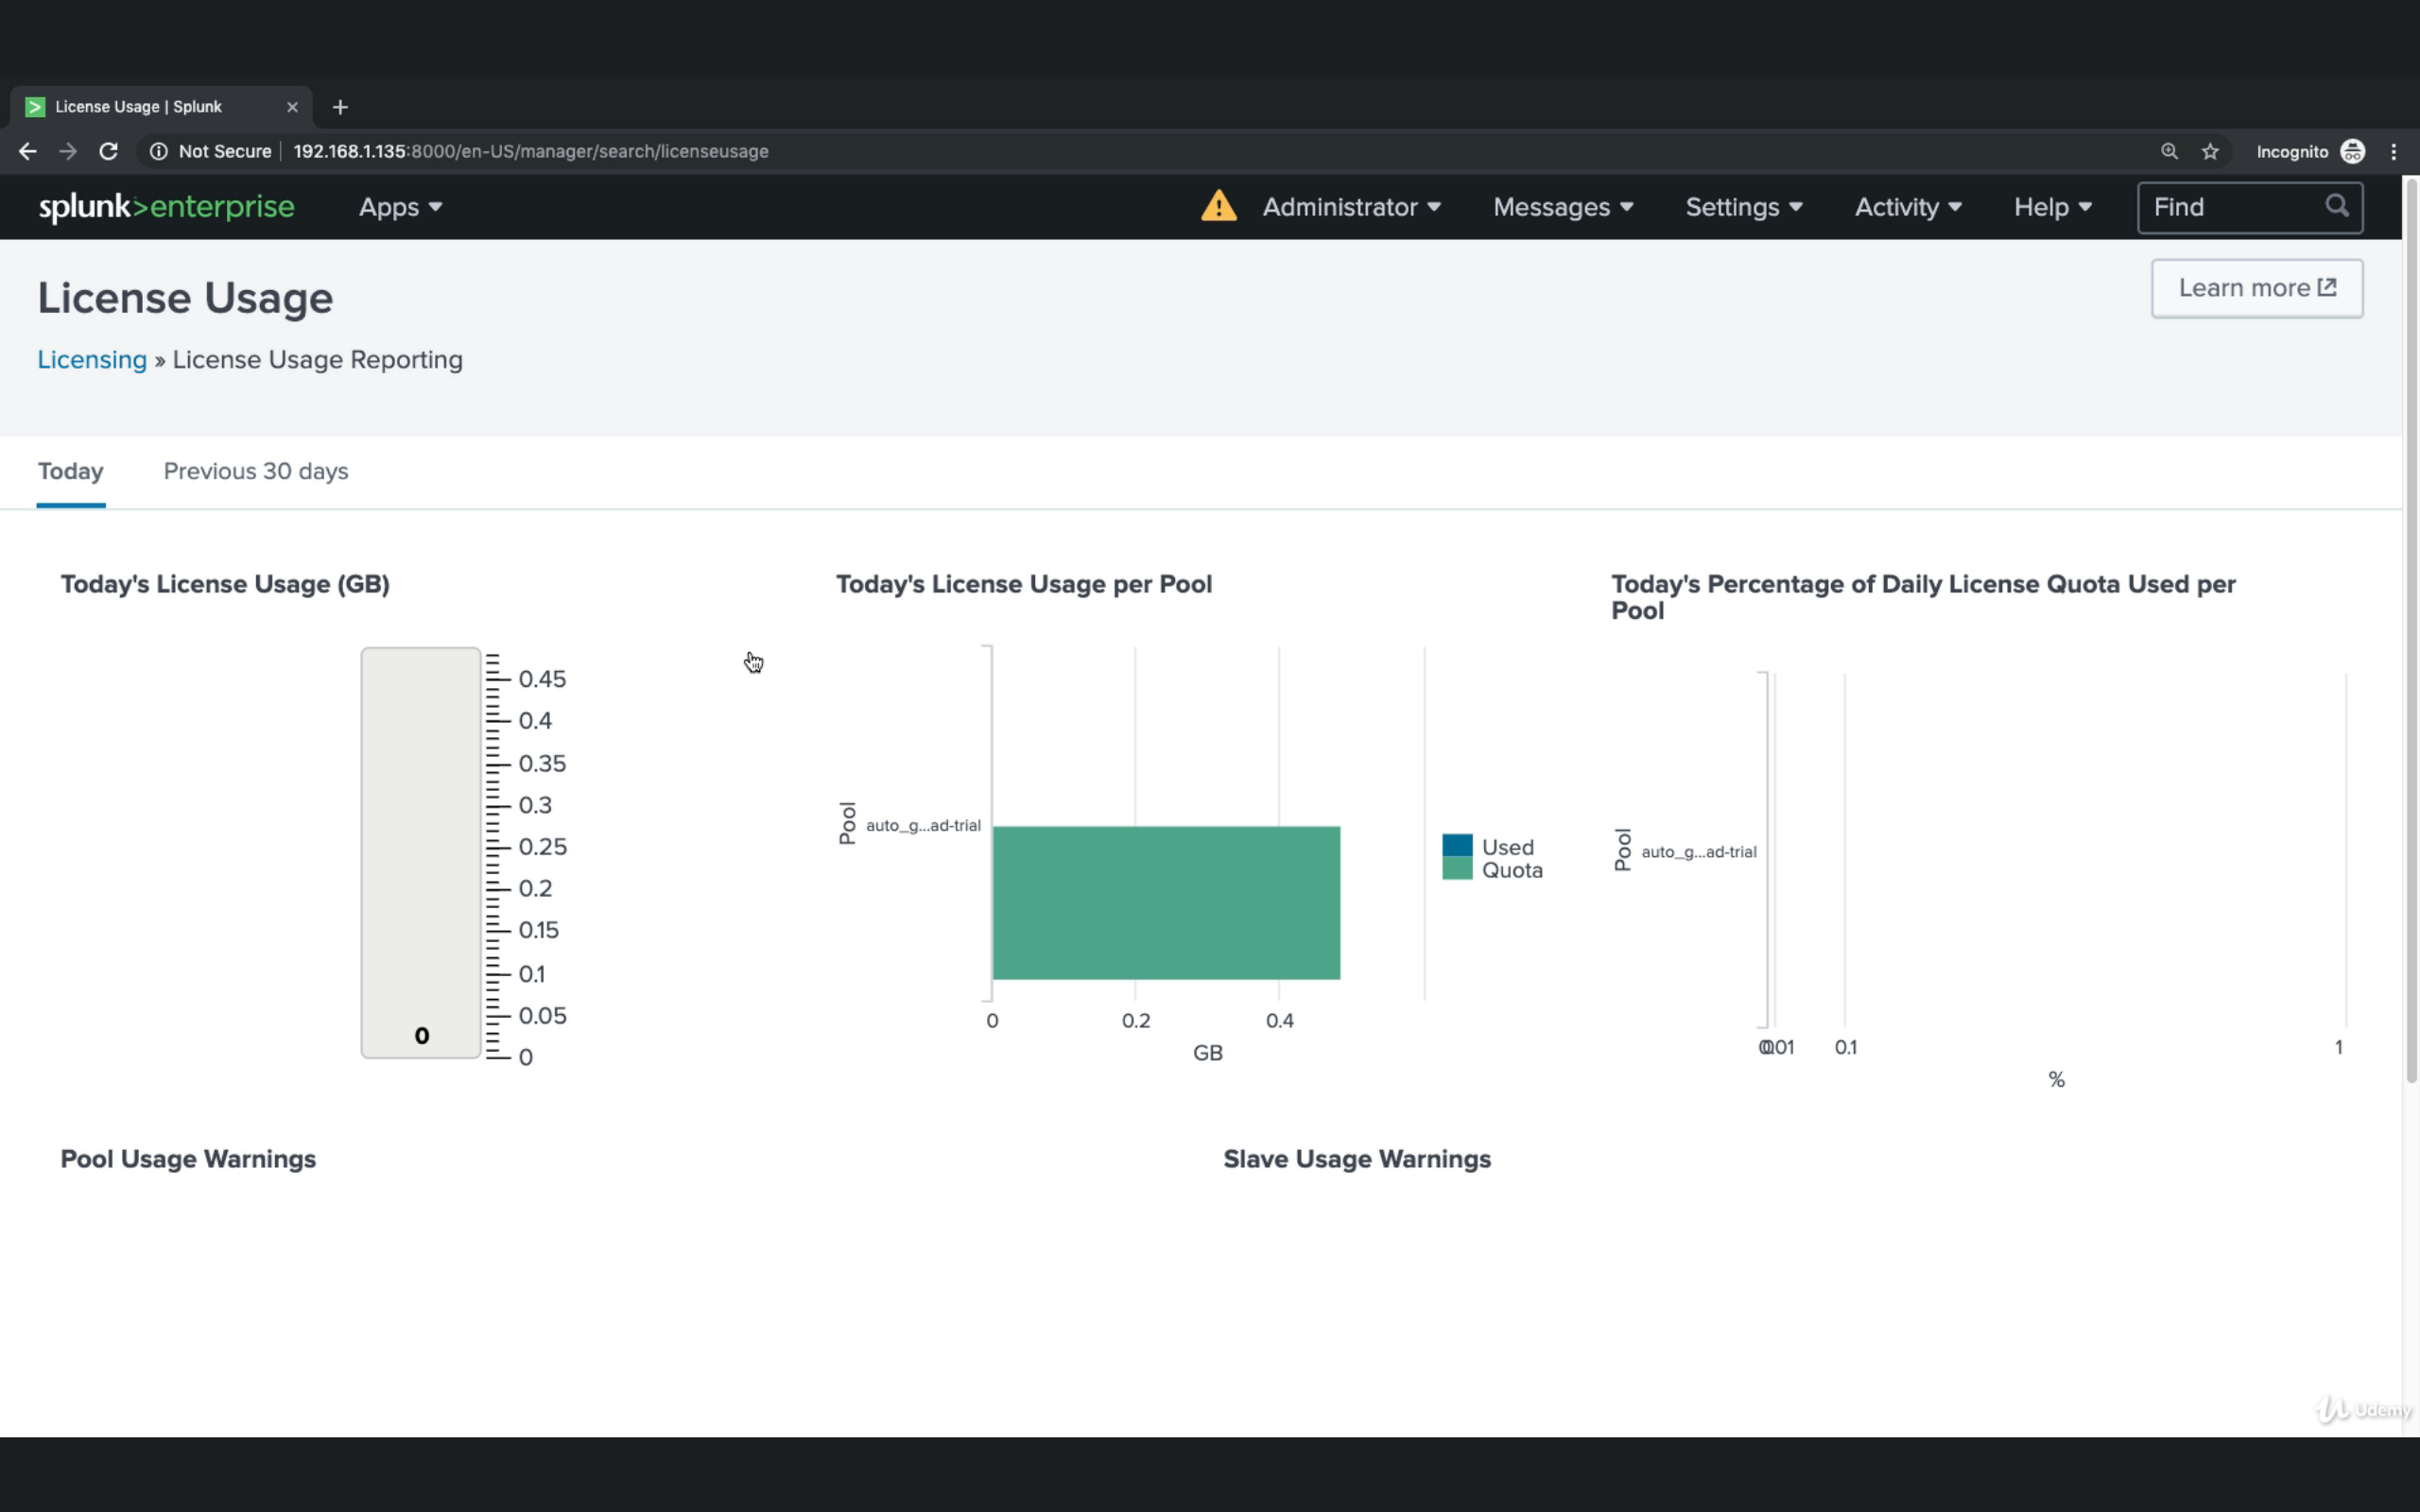 License Usage | Splunk
Not Secure 192.168.1.135:8000/en-US/manager/search/licenseusage Incognito
splunk>enterprise Apps Administrator Messages Settings Activity Help Find
License Usage
Learn more
Licensing » License Usage Reporting
Today Previous 30 days
Today's License Usage (GB)
0.45
0.4
0.35
0.3
0.25
0.2
0.15
0.1
0.05
0
0
Today's License Usage per Pool
Pool
auto_g...ad-trial
0 0.2 0.4
GB
Used
Quota
Today's Percentage of Daily License Quota Used per
Pool
Pool
auto_g...ad-trial
0 0.01 0.1 1
%
Pool Usage Warnings
Slave Usage Warnings
Udemy